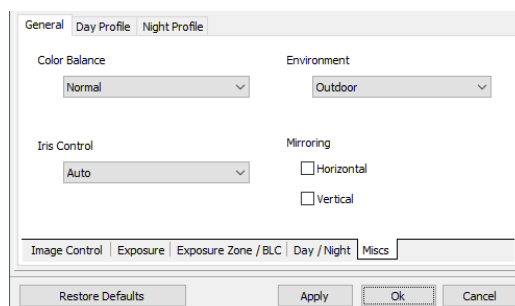 General Day Profile Night Profile
Color Balance Environment
Normal Outdoor
Iris Control Mirroring
Auto Horizontal
Vertical
Image Control Exposure Exposure Zone / BLC Day / Night Miscs
Restore Defaults Apply Ok Cancel